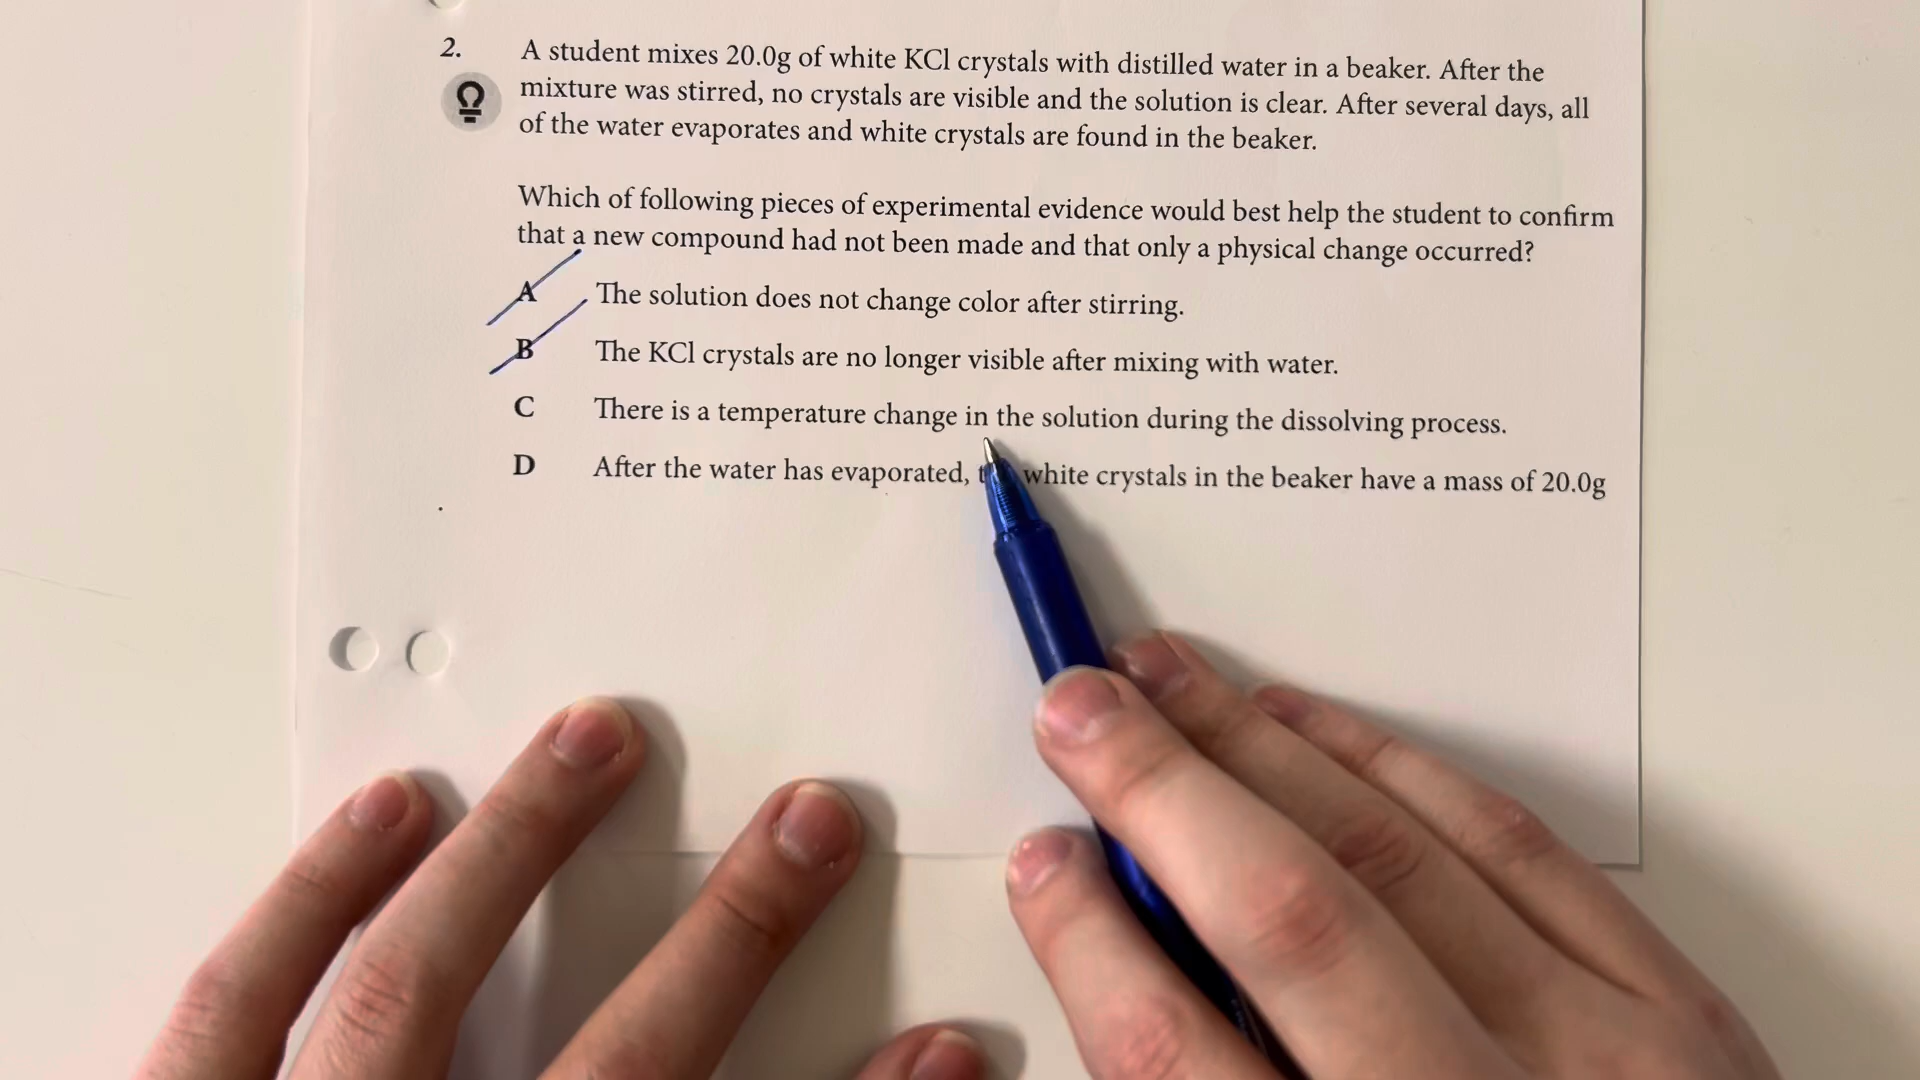 2. A student mixes 20.0g of white KCl crystals with distilled water in a beaker. After the
mixture was stirred, no crystals are visible and the solution is clear. After several days, all
of the water evaporates and white crystals are found in the beaker.
Which of following pieces of experimental evidence would best help the student to confirm
that a new compound had not been made and that only a physical change occurred?
A The solution does not change color after stirring.
B The KCl crystals are no longer visible after mixing with water.
C There is a temperature change in the solution during the dissolving process.
D After the water has evaporated, white crystals in the beaker have a mass of 20.0g